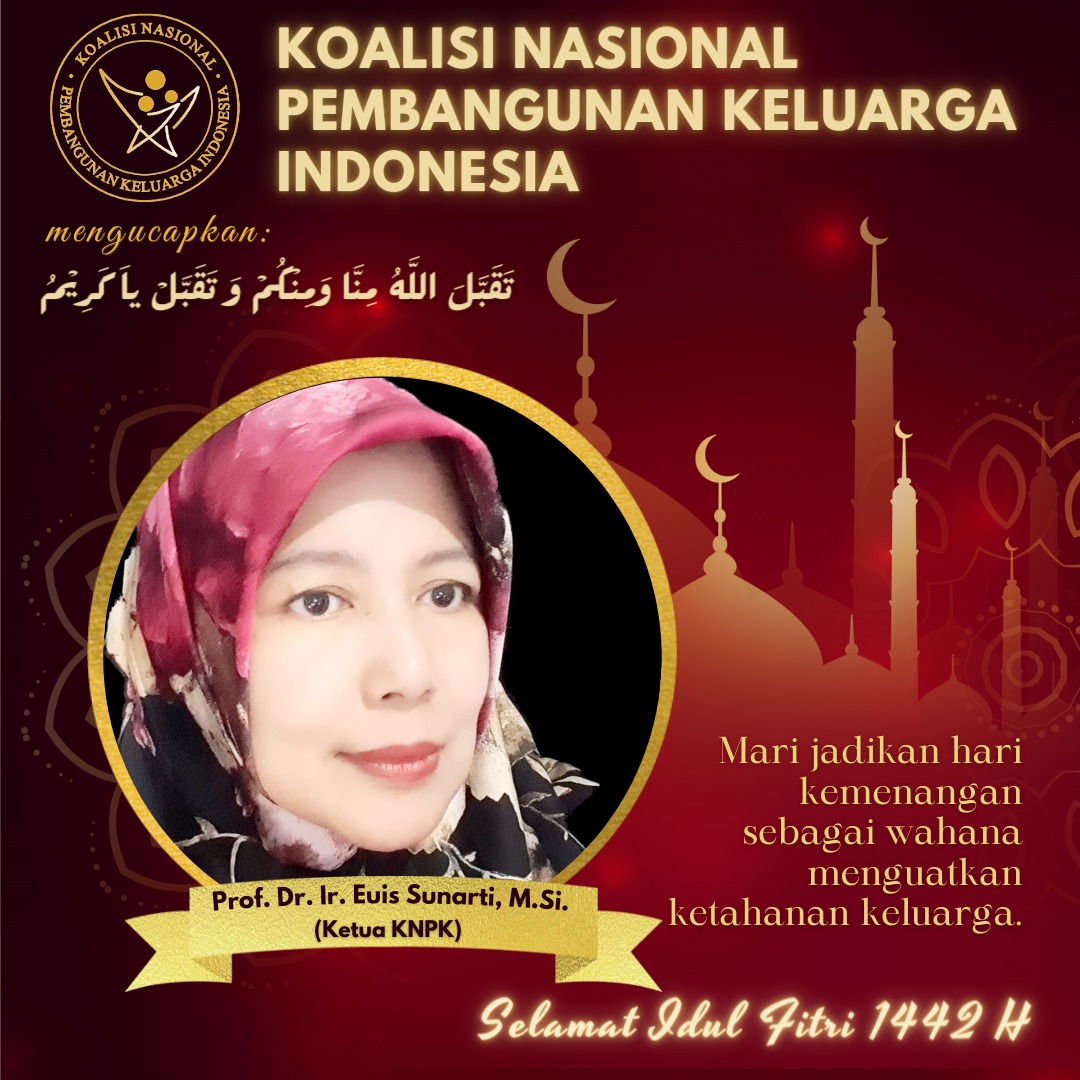 KOALISI NASIONAL
PEMBANGUNAN KELUARGA INDONESIA
KOALISI NASIONAL
PEMBANGUNAN KELUARGA
INDONESIA
mengucapkan:
تَقَبَّلَ اللَّهُ مِنَّا وَمِنْكُمْ وَ تَقَبَّلْ ياَكَرِيْمُ
Prof. Dr. Ir. Euis Sunarti, M.Si.
(Ketua KNPK)
Mari jadikan hari
kemenangan
sebagai wahana
menguatkan
ketahanan keluarga.
Selamat Idul Fitri 1442 H